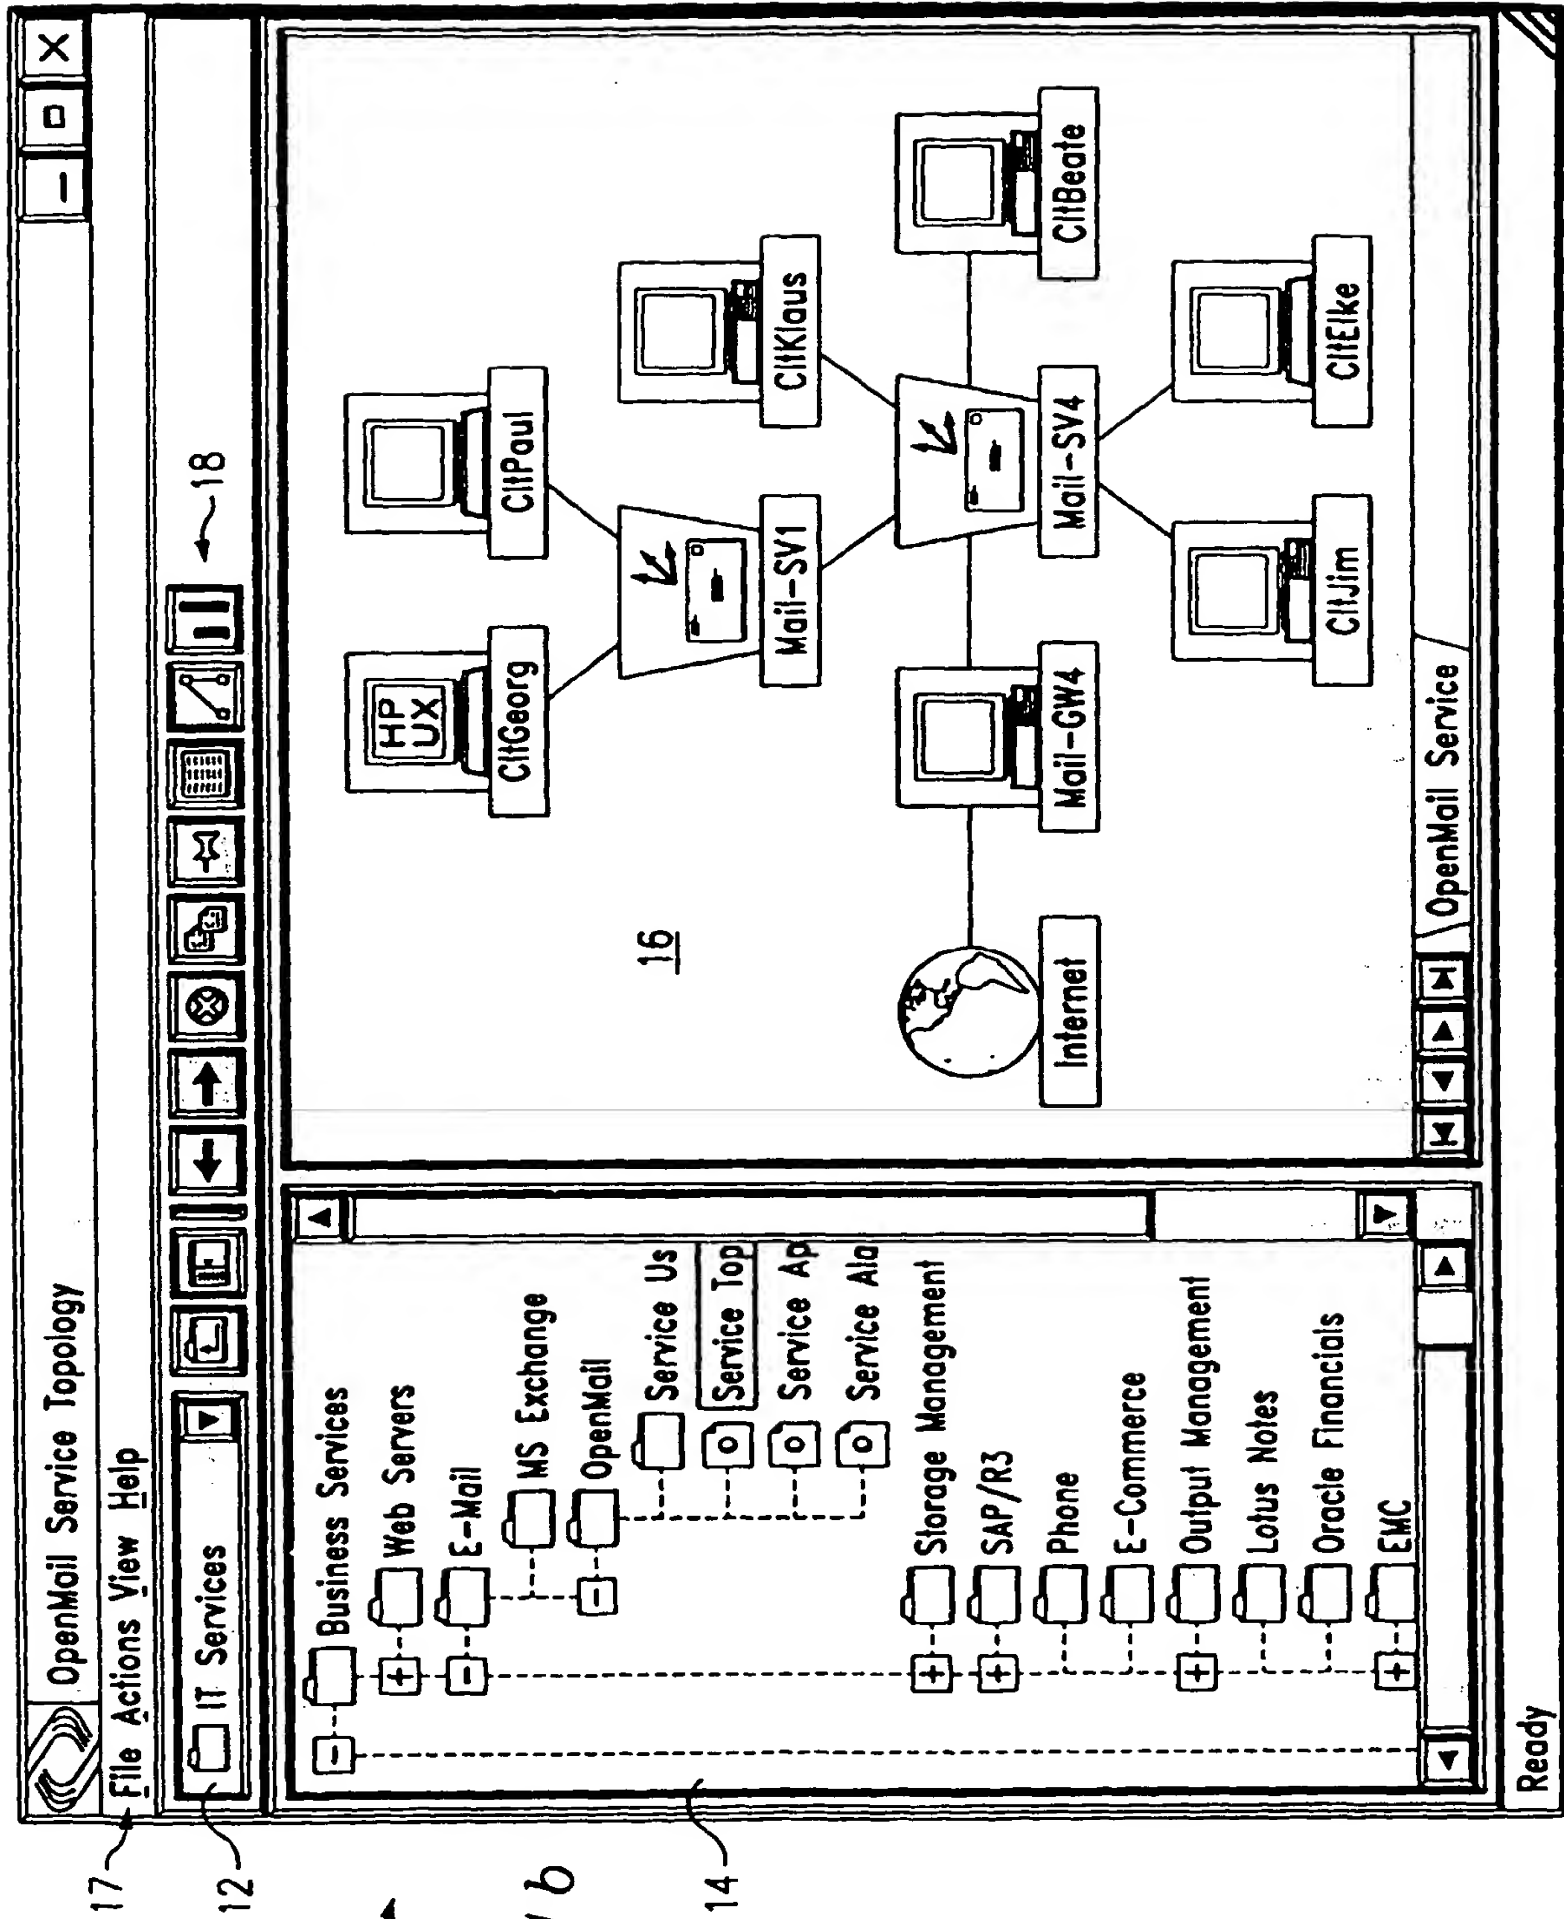 OpenMail Service Topology
17
File Actions View Help
12
IT Services
18
Business Services
Web Servers
E-Mail
MS Exchange
OpenMail
Service Us
Service Top
Service Ap
Service Ala
Storage Management
SAP/R3
Phone
E-Commerce
Output Management
Lotus Notes
Oracle Financials
EMC
14
HP
UX
CltGeorg
CltPaul
16
Mail-SV1
CltKlaus
Internet
Mail-GW4
Mail-SV4
CltBeate
CltJim
CltElke
OpenMail Service
Ready